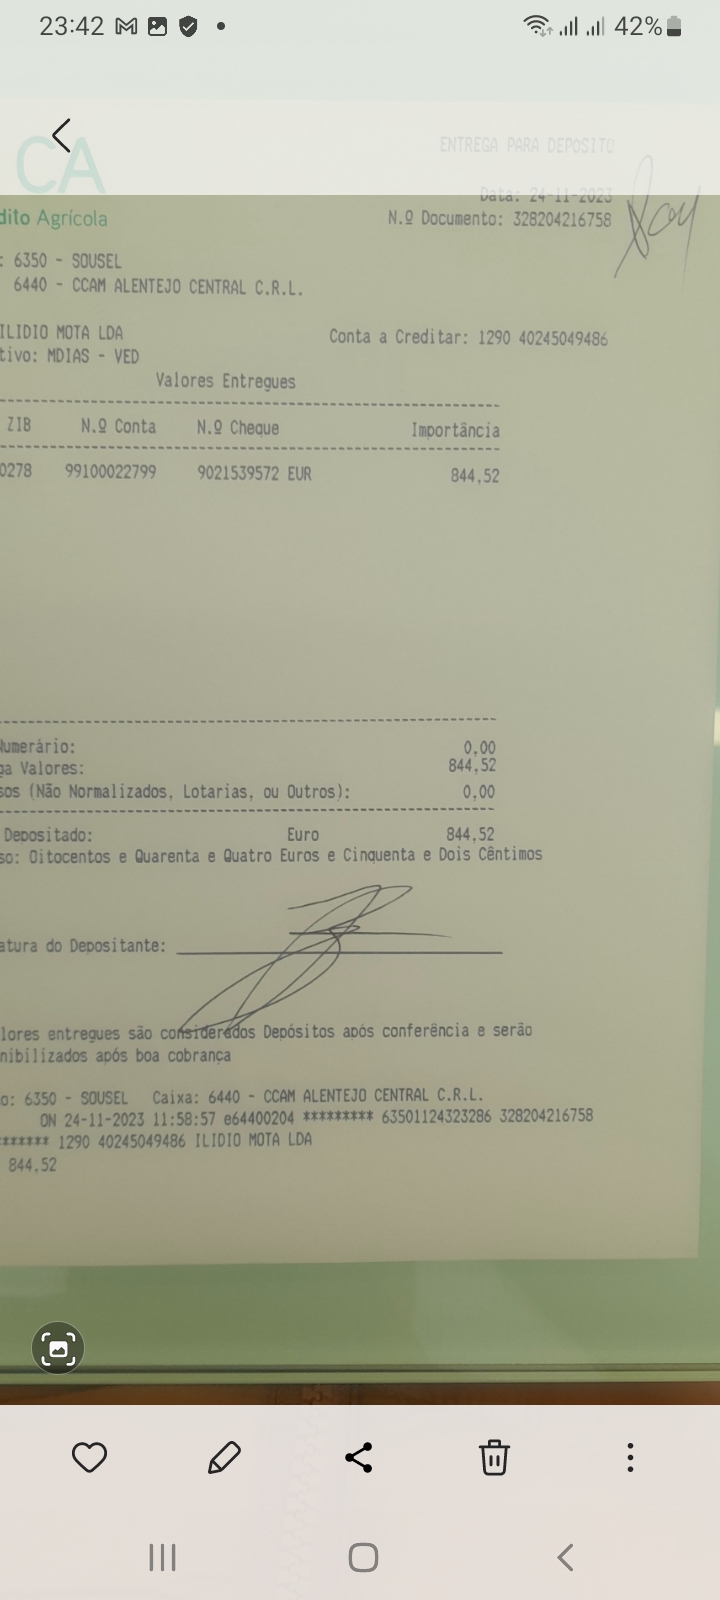 23:42
42%
CA
ENTREGA PARA DEPOSITO
Data: 24-11-2023
dito Agrícola
N.º Documento: 328204216758
: 6350 - SOUSEL
6440 - CCAM ALENTEJO CENTRAL C.R.L.
ILIDIO MOTA LDA
Conta a Creditar: 1290 40245049486
tivo: MDIAS - VED
Valores Entregues
ZIB N.º Conta N.º Cheque Importância
0278 99100022799 9021539572 EUR 844,52
Numerário: 0,00
ga Valores: 844,52
sos (Não Normalizados, Lotarias, ou Outros): 0,00
Depositado: Euro 844,52
so: Oitocentos e Quarenta e Quatro Euros e Cinquenta e Dois Cêntimos
atura do Depositante:
lores entregues são considerados Depósitos após conferência e serão
nibilizados após boa cobrança
o: 6350 - SOUSEL Caixa: 6440 - CCAM ALENTEJO CENTRAL C.R.L.
ON 24-11-2023 11:58:57 e64400204 ********* 63501124323286 328204216758
******* 1290 40245049486 ILIDIO MOTA LDA
844,52